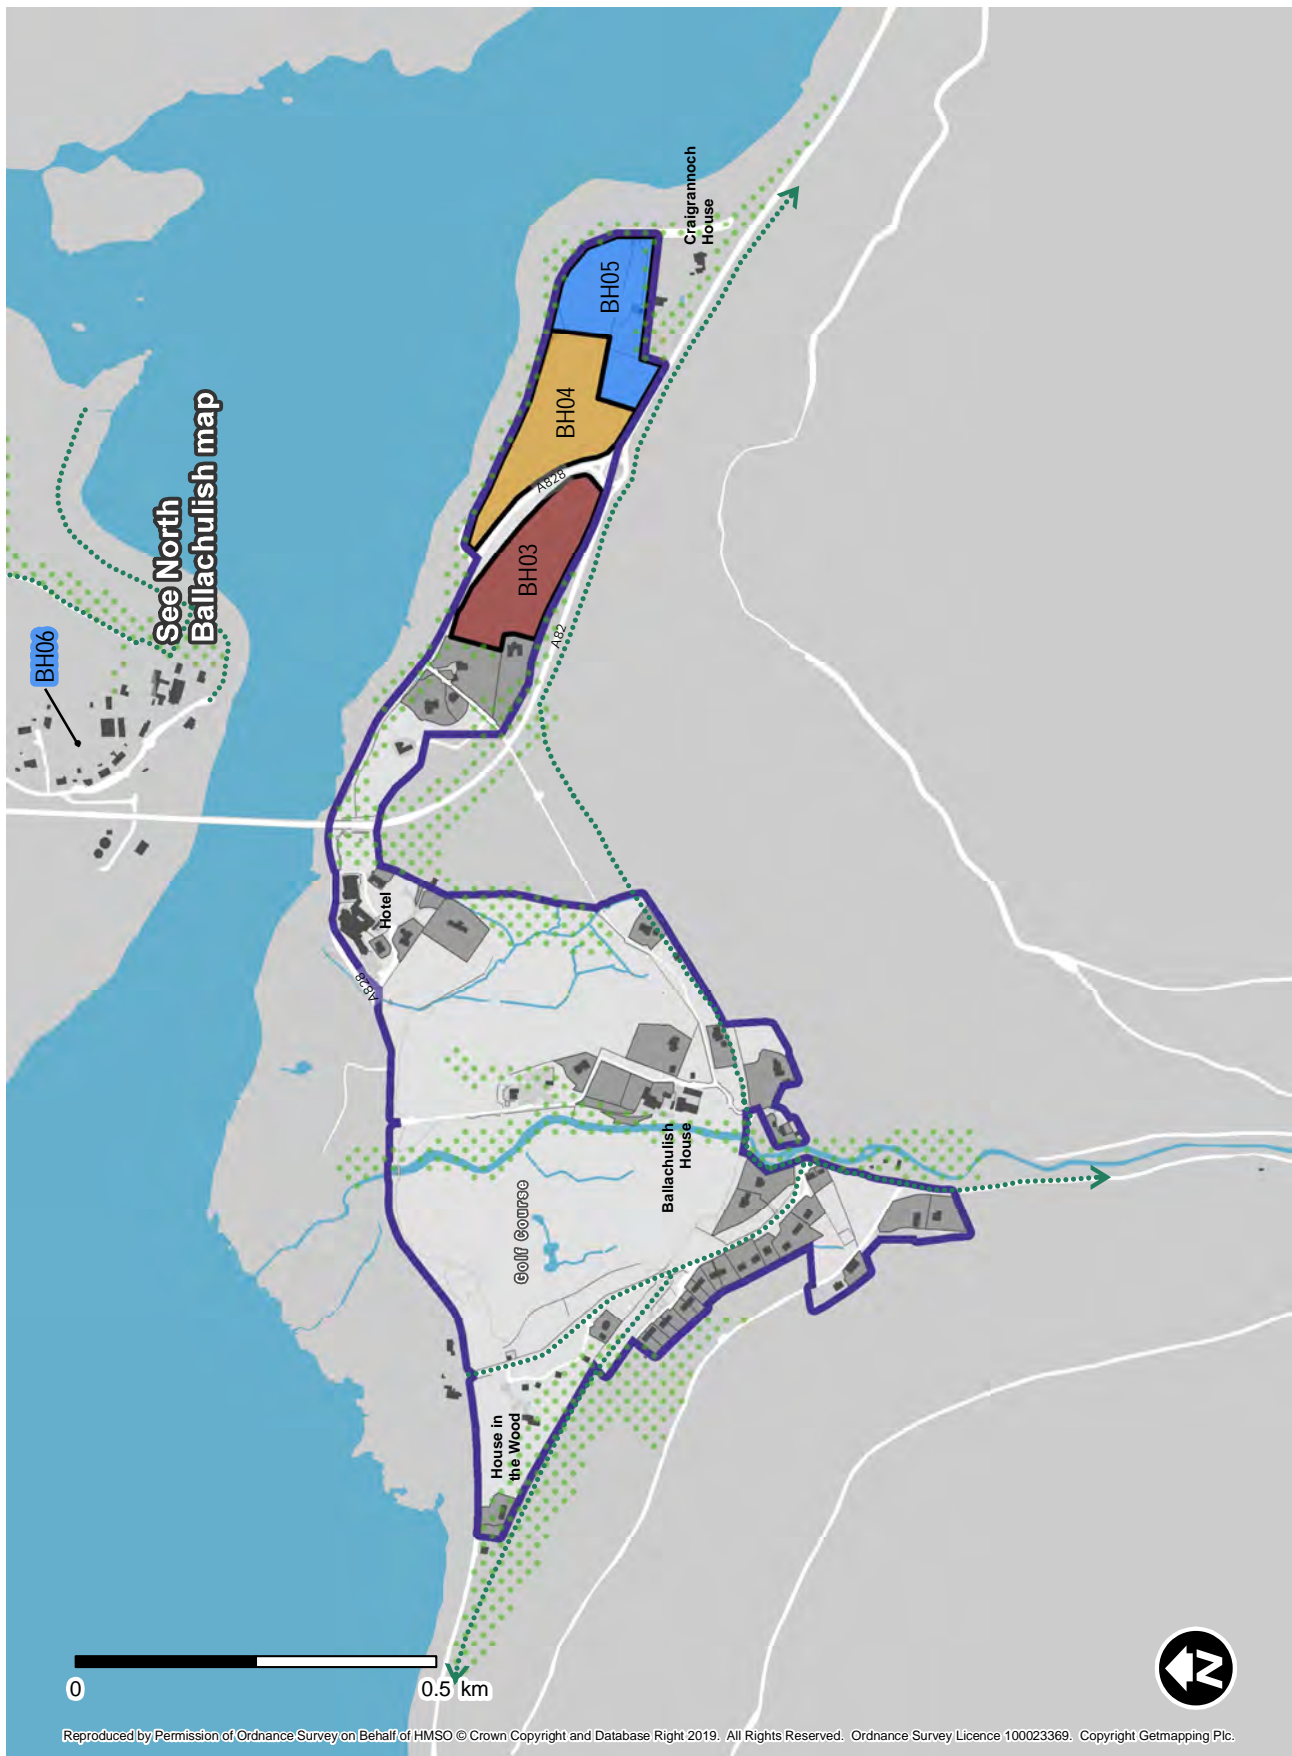 BH06
See North
Ballachulish map
Craigrannoch
House
BH05
BH04
A828
BH03
A82
Hotel
A828
Ballachulish
House
Golf Course
House in
the Wood
0
0.5 km
N
Reproduced by Permission of Ordnance Survey on Behalf of HMSO © Crown Copyright and Database Right 2019. All Rights Reserved. Ordnance Survey Licence 100023369. Copyright Getmapping Plc.